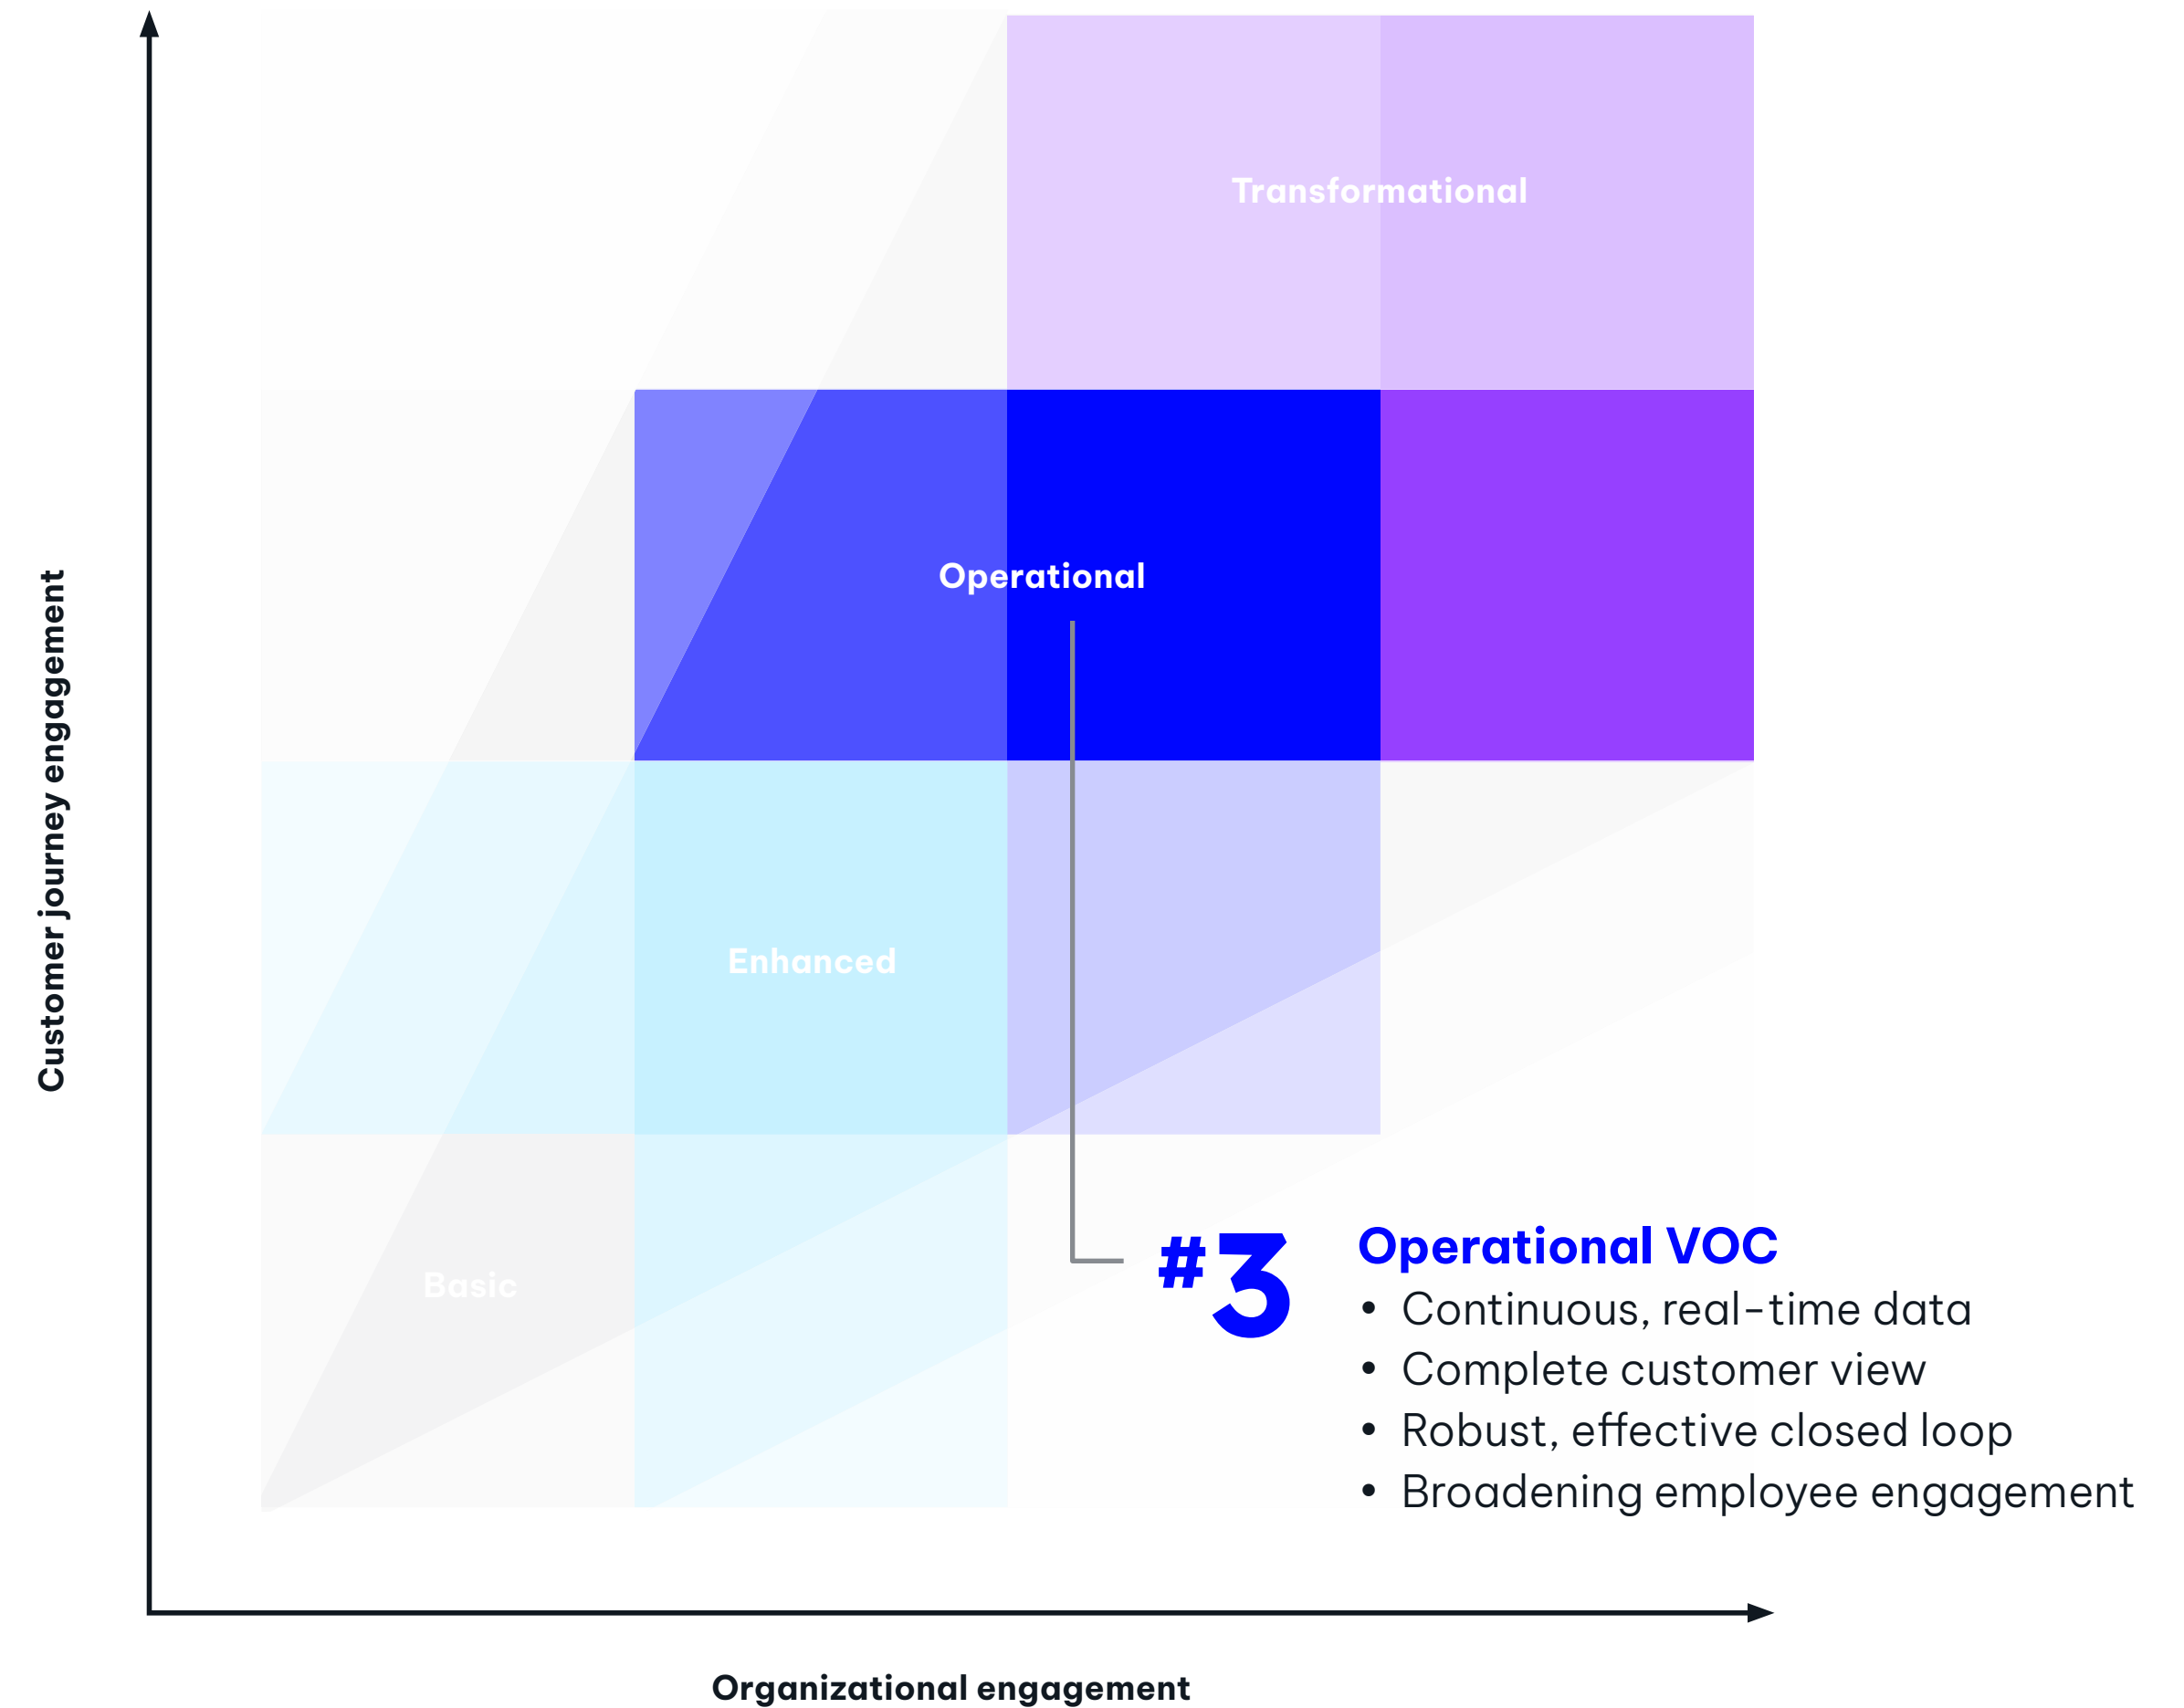 Transformational
Operational
Customer journey engagement
Enhanced
Basic
#3
Operational VOC
• Continuous, real-time data
• Complete customer view
• Robust, effective closed loop
• Broadening employee engagement
Organizational engagement